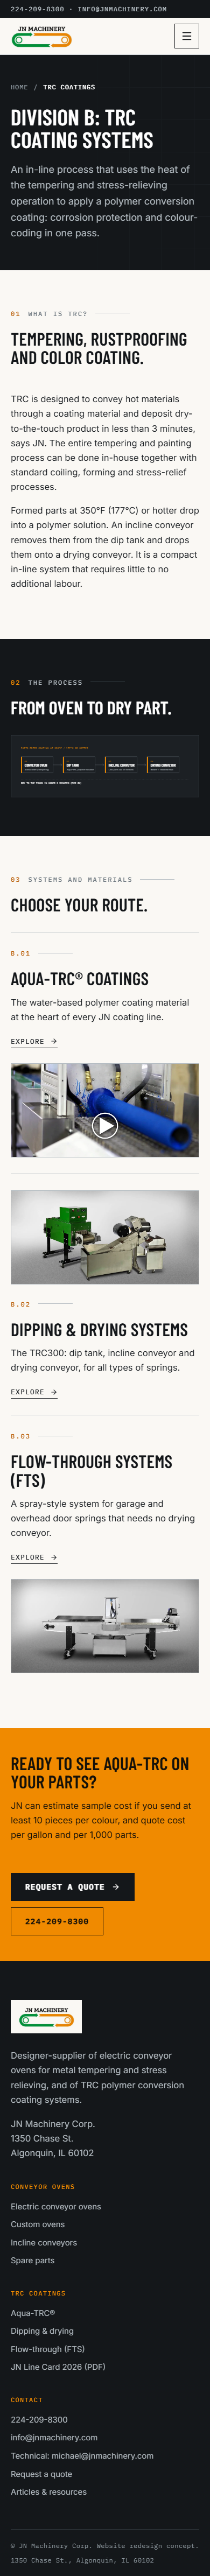 224-209-8300 · INFO@JNMACHINERY.COM
JN MACHINERY
HOME / TRC COATINGS
DIVISION B: TRC
COATING SYSTEMS
An in-line process that uses the heat of
the tempering and stress-relieving
operation to apply a polymer conversion
coating: corrosion protection and colour-
coding in one pass.
01 WHAT IS TRC?
TEMPERING, RUSTPROOFING
AND COLOR COATING.
TRC is designed to convey hot materials
through a coating material and deposit dry-
to-the-touch product in less than 3 minutes,
says JN. The entire tempering and painting
process can be done in-house together with
standard coiling, forming and stress-relief
processes.
Formed parts at 350°F (177°C) or hotter drop
into a polymer solution. An incline conveyor
removes them from the dip tank and drops
them onto a drying conveyor. It is a compact
in-line system that requires little to no
additional labour.
02 THE PROCESS
FROM OVEN TO DRY PART.
CONVEYOR OVEN
DIP TANK
INCLINE CONVEYOR
DRYING CONVEYOR
03 SYSTEMS AND MATERIALS
CHOOSE YOUR ROUTE.
B.01
AQUA-TRC® COATINGS
The water-based polymer coating material
at the heart of every JN coating line.
EXPLORE →
B.02
DIPPING & DRYING SYSTEMS
The TRC300: dip tank, incline conveyor and
drying conveyor, for all types of springs.
EXPLORE →
B.03
FLOW-THROUGH SYSTEMS
(FTS)
A spray-style system for garage and
overhead door springs that needs no drying
conveyor.
EXPLORE →
READY TO SEE AQUA-TRC ON
YOUR PARTS?
JN can estimate sample cost if you send at
least 10 pieces per colour, and quote cost
per gallon and per 1,000 parts.
REQUEST A QUOTE →
224-209-8300
JN MACHINERY
Designer-supplier of electric conveyor
ovens for metal tempering and stress
relieving, and of TRC polymer conversion
coating systems.
JN Machinery Corp.
1350 Chase St.
Algonquin, IL 60102
CONVEYOR OVENS
Electric conveyor ovens
Custom ovens
Incline conveyors
Spare parts
TRC COATINGS
Aqua-TRC®
Dipping & drying
Flow-through (FTS)
JN Line Card 2026 (PDF)
CONTACT
224-209-8300
info@jnmachinery.com
Technical: michael@jnmachinery.com
Request a quote
Articles & resources
© JN Machinery Corp. Website redesign concept.
1350 Chase St., Algonquin, IL 60102